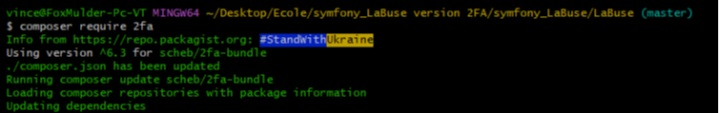 vince@FoxMulder-Pc-VT MINGW64 ~/Desktop/Ecole/symfony_LaBuse version 2FA/symfony_LaBuse/LaBuse (master)
$ composer require 2fa
Info from https://repo.packagist.org: #StandWithUkraine
Using version ^6.3 for scheb/2fa-bundle
./composer.json has been updated
Running composer update scheb/2fa-bundle
Loading composer repositories with package information
Updating dependencies